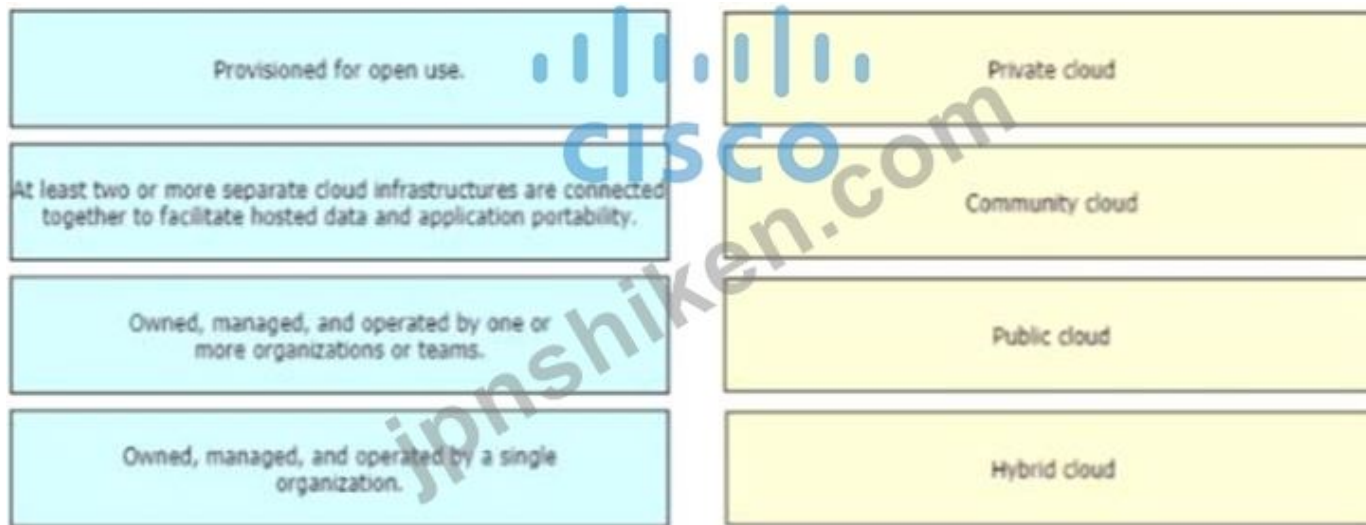 Provisioned for open use.
Private cloud
CISCO
At least two or more separate cloud infrastructures are connected
together to facilitate hosted data and application portability.
Community cloud
Owned, managed, and operated by one or
more organizations or teams.
Public cloud
Owned, managed, and operated by a single
organization.
Hybrid cloud
jpnshiken.com